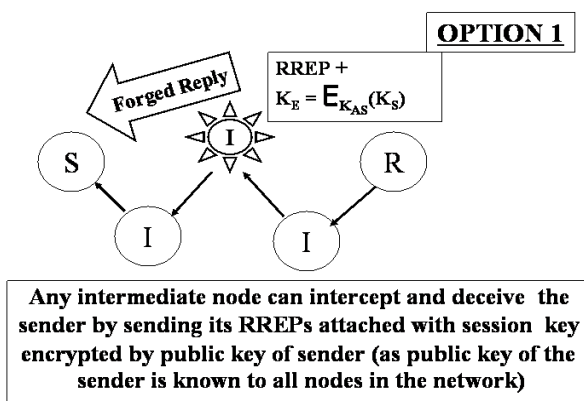 OPTION 1
RREP +
K_E = E_KAS(K_S)
Forged Reply
I
S
R
I
I
Any intermediate node can intercept and deceive the
sender by sending its RREPs attached with session key
encrypted by public key of sender (as public key of the
sender is known to all nodes in the network)